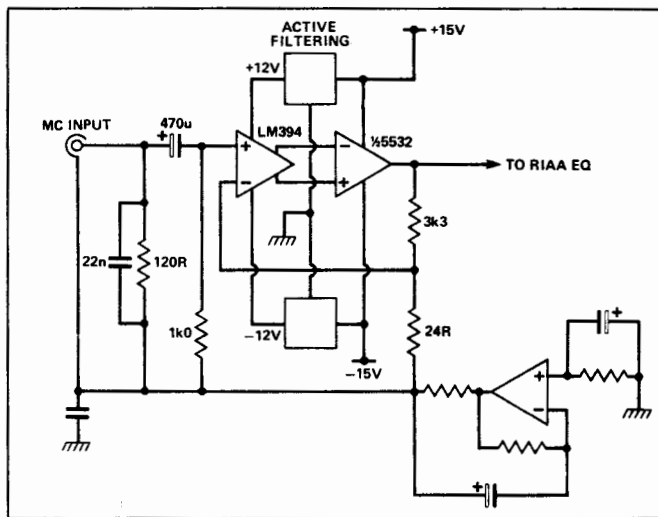 ACTIVE
FILTERING
+15V
+12V
470u
MC INPUT
+
LM394
½5532
+
−
−
+
TO RIAA EQ
3k3
22n
120R
1k0
−12V
24R
−15V
+
+
−
+